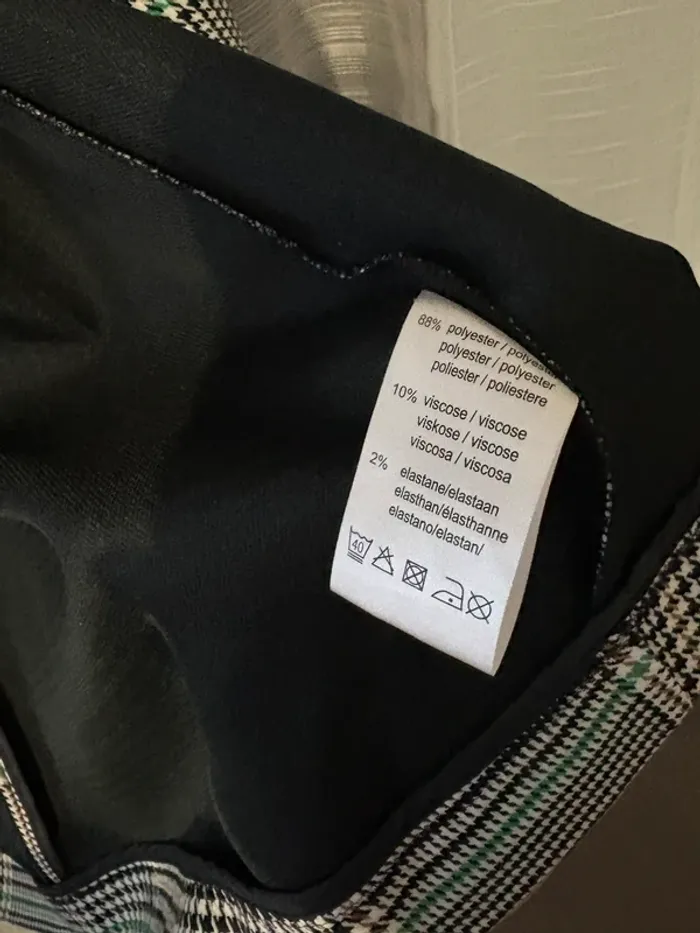 88% polyester / polyester
polyester / polyester
poliester / poliestere
10% viscose / viscose
viskose / viscose
viscosa / viscosa
2% elastane/elastaan
elasthan/élasthanne
elastano/elastan/
40